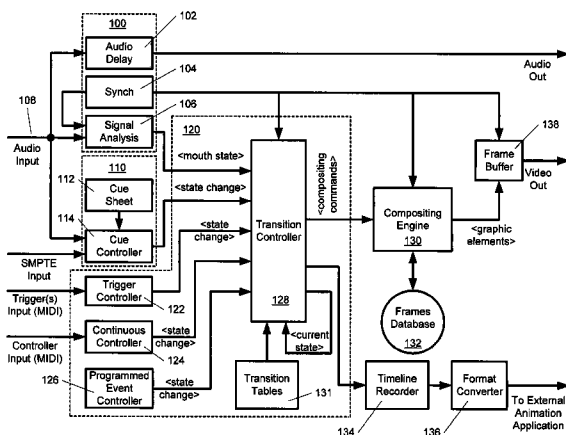 100
Audio
Delay
102
Audio
Out
Synch
104
108
Signal
Analysis
106
Audio
Input
120
138
Frame
Buffer
Video
Out
110
<mouth state>
112
Cue
Sheet
<state change>
114
Cue
Controller
<compositing
commands>
Transition
Controller
128
Compositing
Engine
130
<graphic
elements>
<state
change>
SMPTE
Input
Trigger
Controller
122
Trigger(s)
Input (MIDI)
Continuous
Controller
124
<state
change>
Controller
Input (MIDI)
Frames
Database
132
<current
state>
126
Programmed
Event
Controller
<state
change>
Transition
Tables
131
Timeline
Recorder
134
Format
Converter
136
To External
Animation
Application